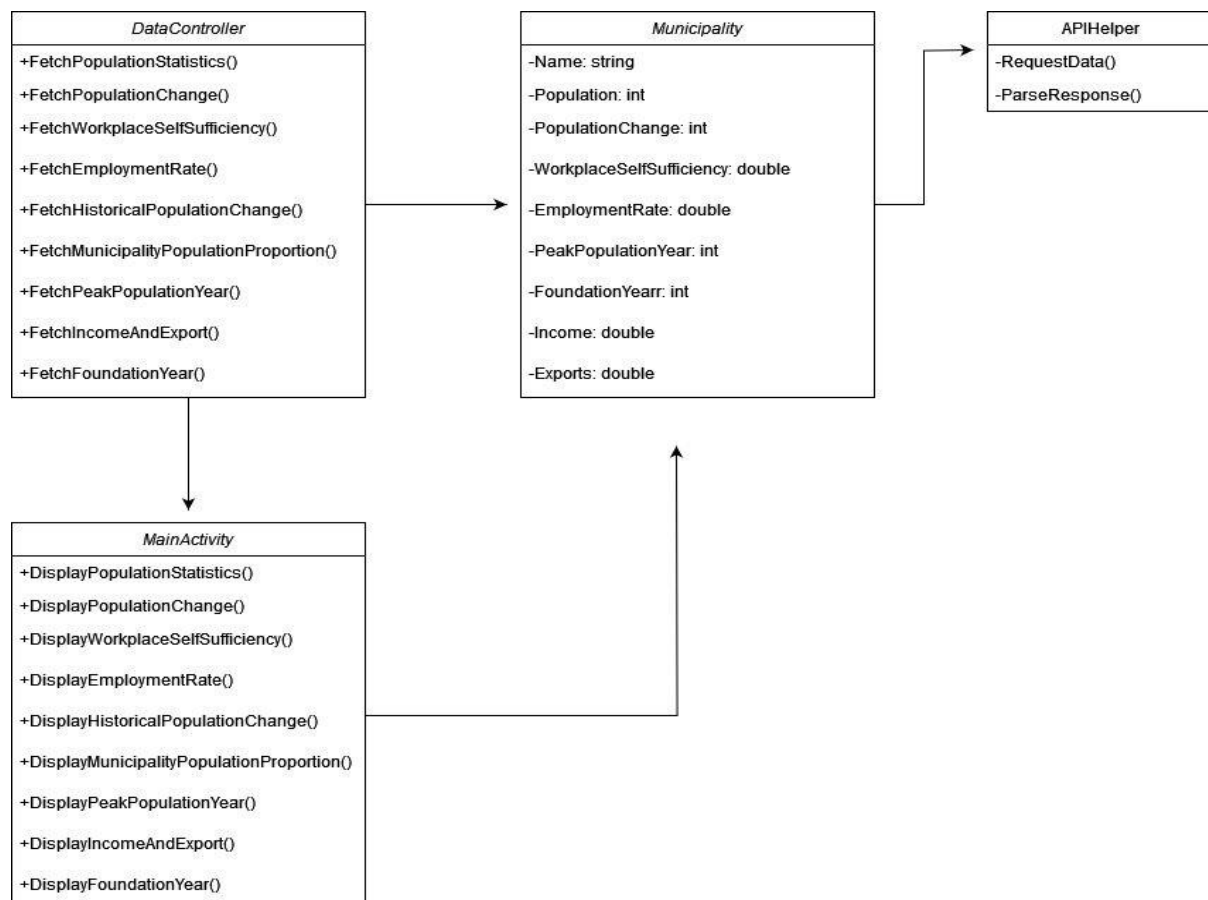 DataController
+FetchPopulationStatistics()
+FetchPopulationChange()
+FetchWorkplaceSelfSufficiency()
+FetchEmploymentRate()
+FetchHistoricalPopulationChange()
+FetchMunicipalityPopulationProportion()
+FetchPeakPopulationYear()
+FetchIncomeAndExport()
+FetchFoundationYear()
Municipality
-Name: string
-Population: int
-PopulationChange: int
-WorkplaceSelfSufficiency: double
-EmploymentRate: double
-PeakPopulationYear: int
-FoundationYearr: int
-Income: double
-Exports: double
APIHelper
-RequestData()
-ParseResponse()
MainActivity
+DisplayPopulationStatistics()
+DisplayPopulationChange()
+DisplayWorkplaceSelfSufficiency()
+DisplayEmploymentRate()
+DisplayHistoricalPopulationChange()
+DisplayMunicipalityPopulationProportion()
+DisplayPeakPopulationYear()
+DisplayIncomeAndExport()
+DisplayFoundationYear()